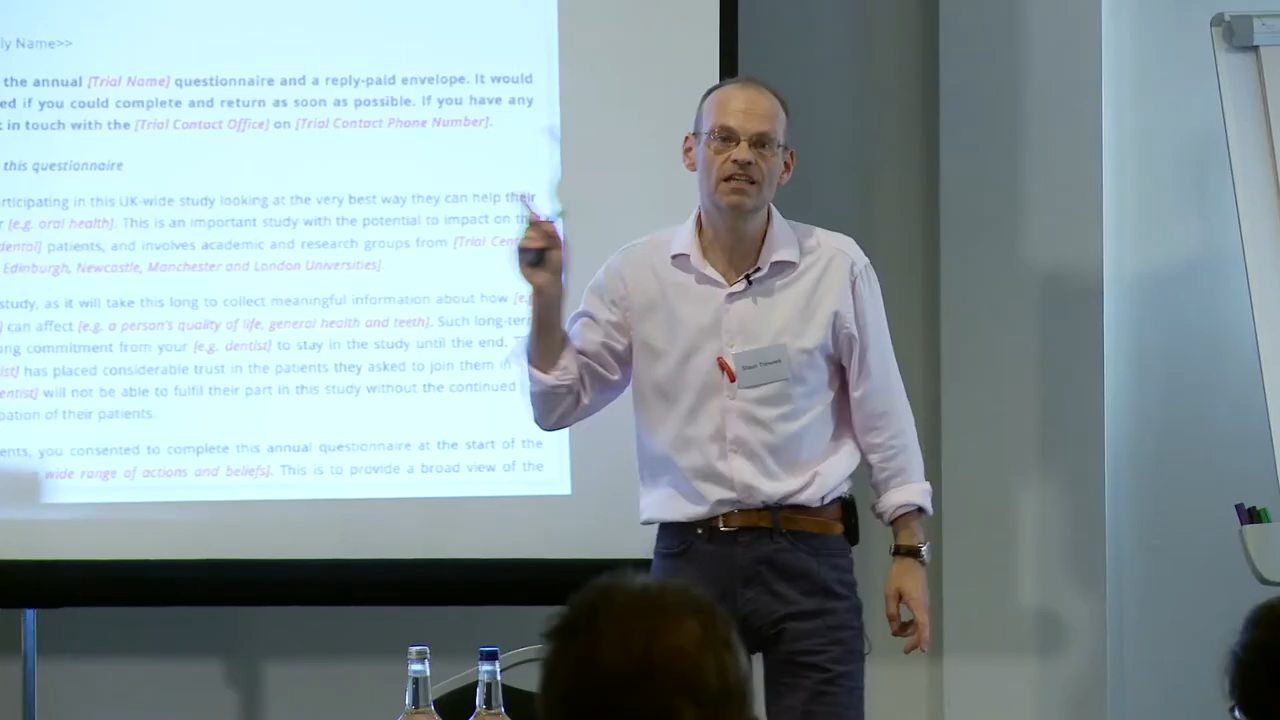 ly Name>>
the annual [Trial Name] questionnaire and a reply-paid envelope. It would
ed if you could complete and return as soon as possible. If you have any
in touch with the [Trial Contact Office] on [Trial Contact Phone Number].
this questionnaire
rticipating in this UK-wide study looking at the very best way they can help their
[e.g. oral health]. This is an important study with the potential to impact on
dental] patients, and involves academic and research groups from [Trial
Edinburgh, Newcastle, Manchester and London Universities].
study, as it will take this long to collect meaningful information about how
can affect [e.g. a person's quality of life, general health and teeth]. Such long-term
ong commitment from your [e.g. dentist] to stay in the study until the end.
ist] has placed considerable trust in the patients they asked to join them in
entist] will not be able to fulfil their part in this study without the continued
pation of their patients.
ents, you consented to complete this annual questionnaire at the start of the
wide range of actions and beliefs]. This is to provide a broad view of the